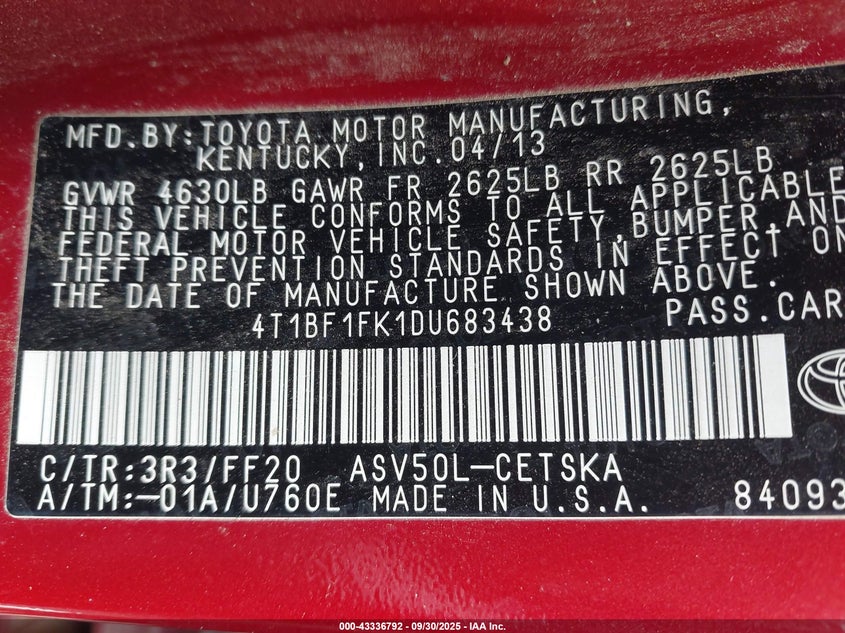 MFD.BY:TOYOTA MOTOR MANUFACTURING,
KENTUCKY,INC.04/13
GVWR 4630LB GAWR FR 2625LB RR 2625LB
THIS VEHICLE CONFORMS TO ALL APPLICABLE
FEDERAL MOTOR VEHICLE SAFETY,BUMPER,AND
THEFT PREVENTION STANDARDS IN EFFECT ON
THE DATE OF MANUFACTURE SHOWN ABOVE.
4T1BF1FK1DU683438 PASS.CAR
C/TR:3R3/FF20 ASV50L-CETSKA
A/TM:-01A/U760E MADE IN U.S.A. 84093
000-43336792 - 09/30/2025 - IAA Inc.